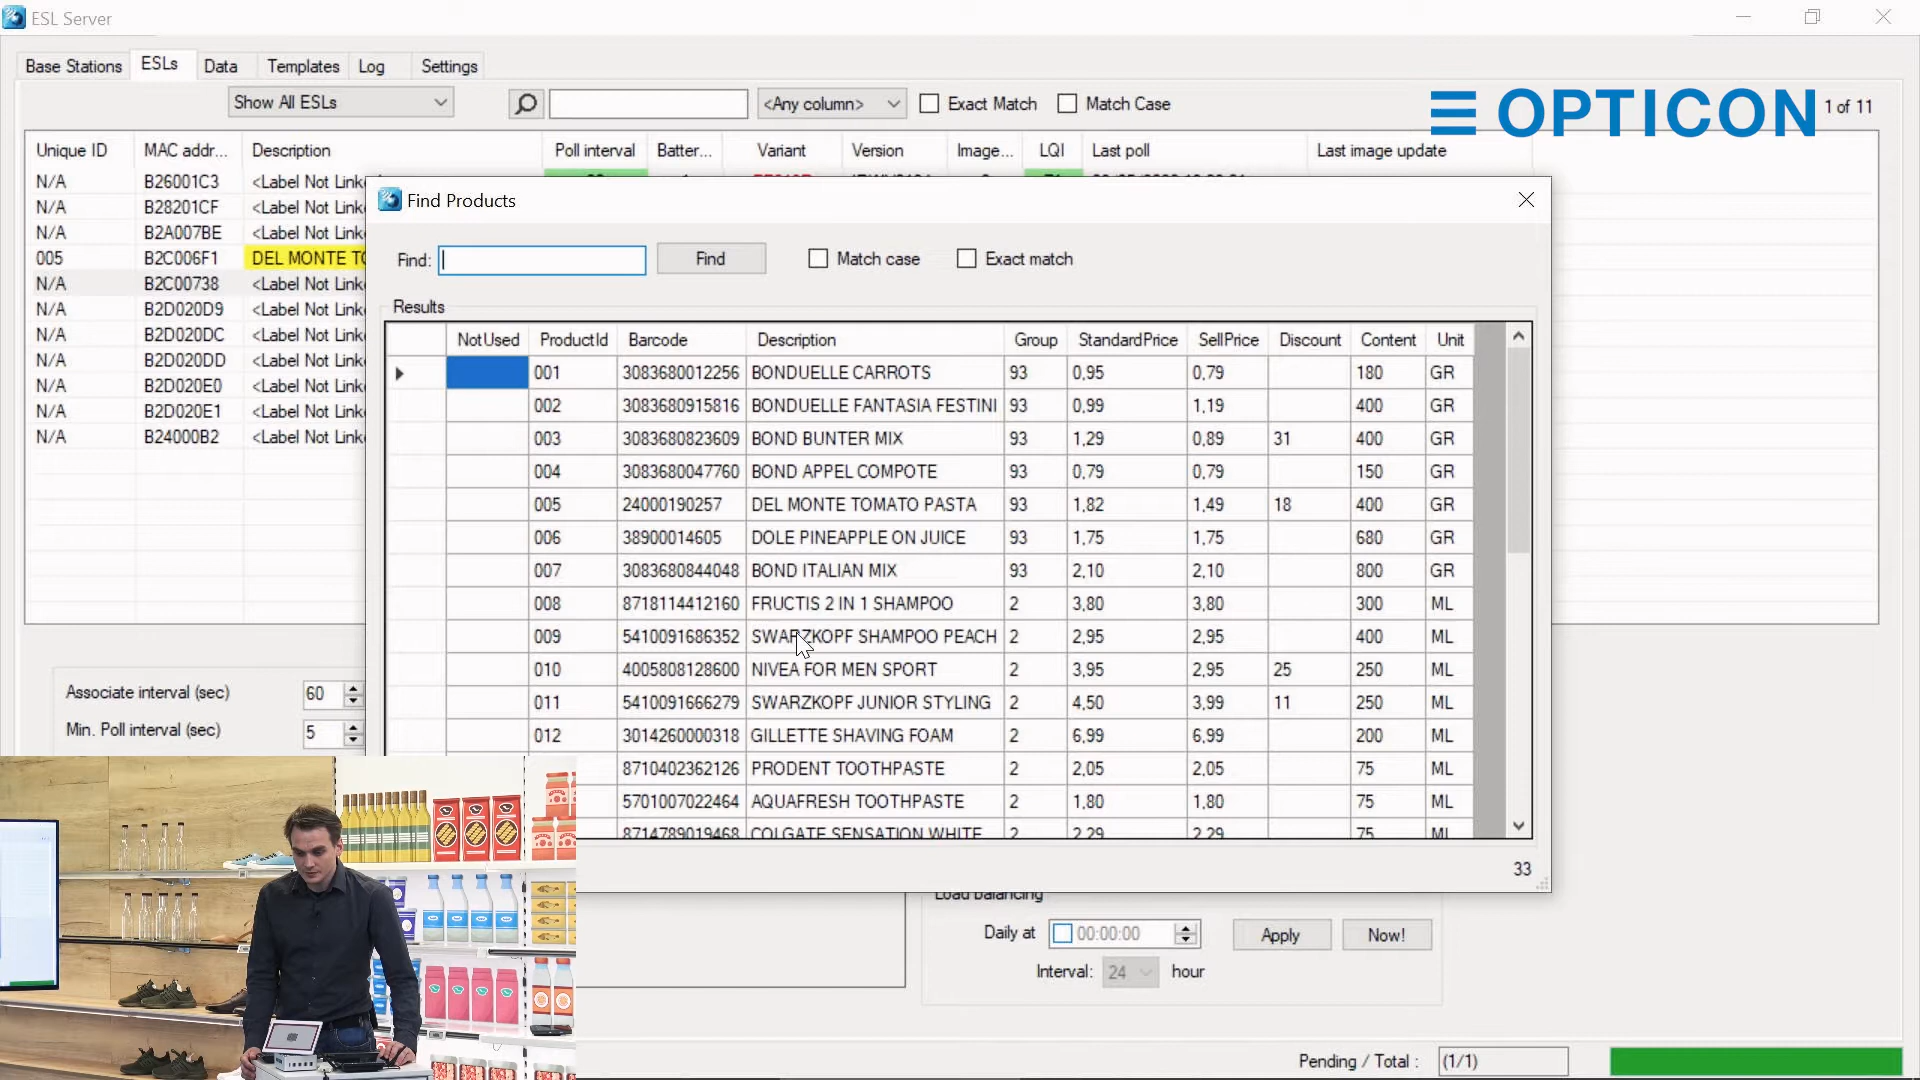 ESL Server
Base Stations ESLs Data Templates Log Settings
Show All ESLs <Any column> Exact Match Match Case OPTICON 1 of 11
Unique ID MAC addr... Description Poll interval Batter... Variant Version Image... LQI Last poll Last image update
N/A B26001C3 <Label Not Link
N/A B28201CF <Label Not Link
N/A B2A007BE <Label Not Link
005 B2C006F1 DEL MONTE TO
N/A B2C00738 <Label Not Link
N/A B2D020D9 <Label Not Link
N/A B2D020DC <Label Not Link
N/A B2D020DD <Label Not Link
N/A B2D020E0 <Label Not Link
N/A B2D020E1 <Label Not Link
N/A B24000B2 <Label Not Link
Find Products
Find: Find Match case Exact match
Results
NotUsed ProductId Barcode Description Group StandardPrice SellPrice Discount Content Unit
001 3083680012256 BONDUELLE CARROTS 93 0,95 0,79 180 GR
002 3083680915816 BONDUELLE FANTASIA FESTINI 93 0,99 1,19 400 GR
003 3083680823609 BOND BUNTER MIX 93 1,29 0,89 31 400 GR
004 3083680047760 BOND APPEL COMPOTE 93 0,79 0,79 150 GR
005 24000190257 DEL MONTE TOMATO PASTA 93 1,82 1,49 18 400 GR
006 38900014605 DOLE PINEAPPLE ON JUICE 93 1,75 1,75 680 GR
007 3083680844048 BOND ITALIAN MIX 93 2,10 2,10 800 GR
008 8718114412160 FRUCTIS 2 IN 1 SHAMPOO 2 3,80 3,80 300 ML
009 5410091686352 SWARZKOPF SHAMPOO PEACH 2 2,95 2,95 400 ML
010 4005808128600 NIVEA FOR MEN SPORT 2 3,95 2,95 25 250 ML
011 5410091666279 SWARZKOPF JUNIOR STYLING 2 4,50 3,99 11 250 ML
012 3014260000318 GILLETTE SHAVING FOAM 2 6,99 6,99 200 ML
8710402362126 PRODENT TOOTHPASTE 2 2,05 2,05 75 ML
5701007022464 AQUAFRESH TOOTHPASTE 2 1,80 1,80 75 ML
8714789019468 COLGATE SENSATION WHITE 2 2,29 2,29 75 ML
33
Associate interval (sec) 60
Min. Poll interval (sec) 5
Load balancing
Daily at 00:00:00 Apply Now!
Interval: 24 hour
Pending / Total : (1/1)